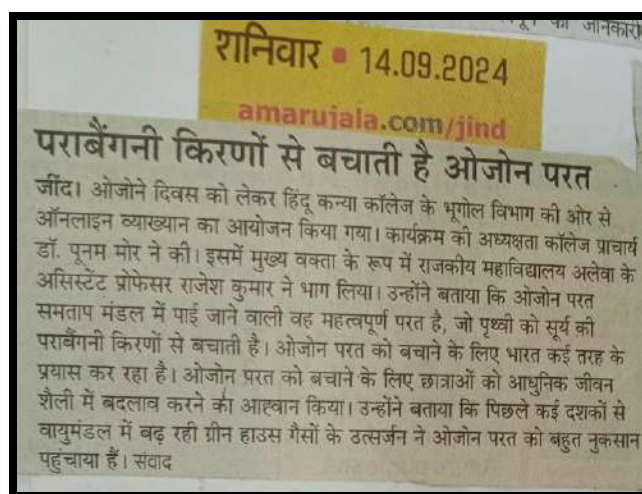 की जानकारी
शनिवार ▪ 14.09.2024
amarujala.com/jind
पराबैंगनी किरणों से बचाती है ओजोन परत
जींद। ओजोने दिवस को लेकर हिंदू कन्या कॉलेज के भूगोल विभाग की ओर से
ऑनलाइन व्याख्यान का आयोजन किया गया। कार्यक्रम की अध्यक्षता कॉलेज प्राचार्य
डॉ. पूनम मोर ने की। इसमें मुख्य वक्ता के रूप में राजकीय महाविद्यालय अलेवा के
असिस्टेंट प्रोफेसर राजेश कुमार ने भाग लिया। उन्होंने बताया कि ओजोन परत
समताप मंडल में पाई जाने वाली वह महत्वपूर्ण परत है, जो पृथ्वी को सूर्य की
पराबैंगनी किरणों से बचाती है। ओजोन परत को बचाने के लिए भारत कई तरह के
प्रयास कर रहा है। ओजोन परत को बचाने के लिए छात्राओं को आधुनिक जीवन
शैली में बदलाव करने का आह्वान किया। उन्होंने बताया कि पिछले कई दशकों से
वायुमंडल में बढ़ रही ग्रीन हाउस गैसों के उत्सर्जन ने ओजोन परत को बहुत नुकसान
पहुंचाया हैं। संवाद